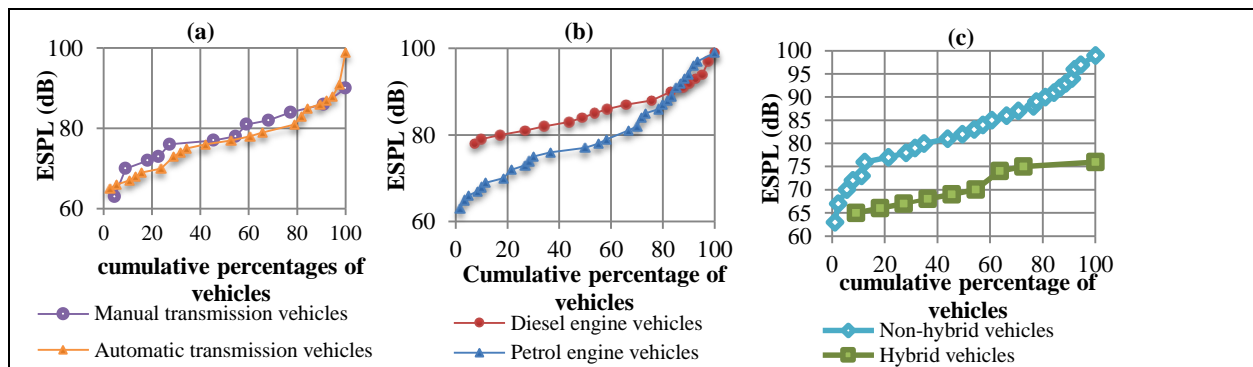 (a)
100
80
60
ESPL (dB)
0 20 40 60 80 100
cumulative percentages of
vehicles
Manual transmission vehicles
Automatic transmission vehicles
(b)
100
80
60
ESPL (dB)
0 20 40 60 80 100
Cumulative percentage of
vehicles
Diesel engine vehicles
Petrol engine vehicles
(c)
100
95
90
85
80
75
70
65
60
ESPL (dB)
0 20 40 60 80 100
cumulative percentage of
vehicles
Non-hybrid vehicles
Hybrid vehicles